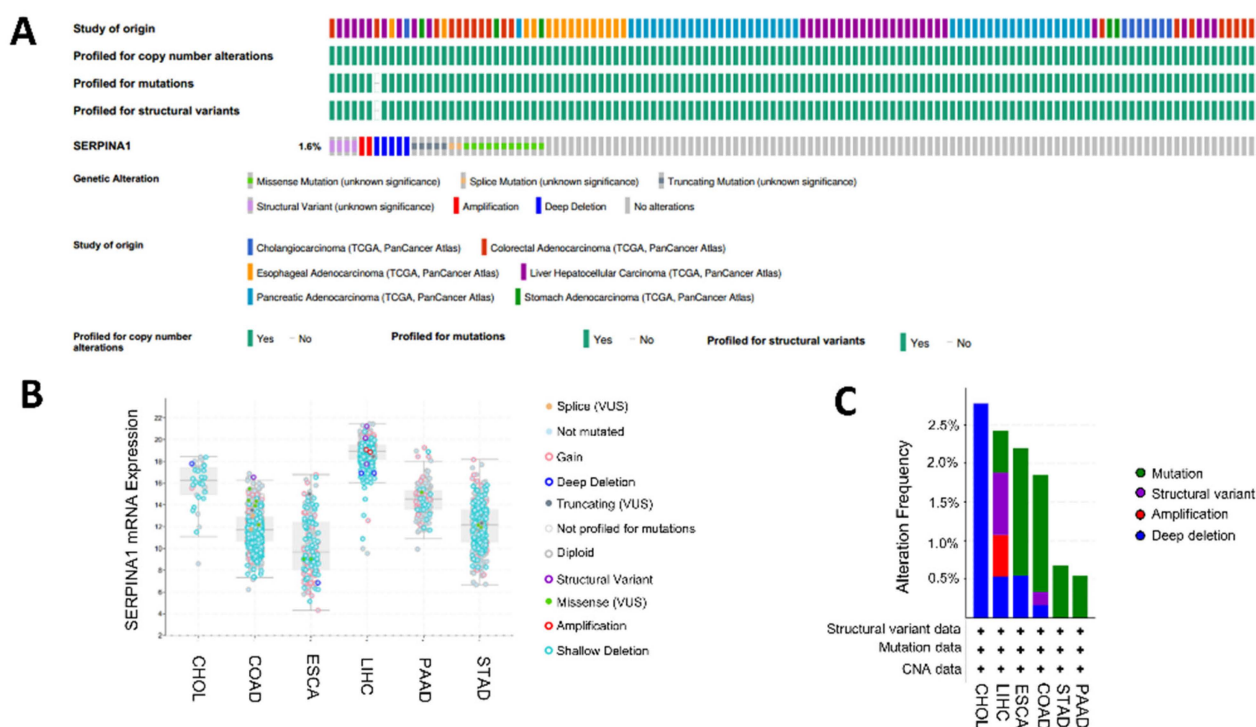 A
Study of origin
Profiled for copy number alterations
Profiled for mutations
Profiled for structural variants
SERPINA1 1.6%
Genetic Alteration Missense Mutation (unknown significance) Splice Mutation (unknown significance) Truncating Mutation (unknown significance)
Structural Variant (unknown significance) Amplification Deep Deletion No alterations
Study of origin Cholangiocarcinoma (TCGA, PanCancer Atlas) Colorectal Adenocarcinoma (TCGA, PanCancer Atlas)
Esophageal Adenocarcinoma (TCGA, PanCancer Atlas) Liver Hepatocellular Carcinoma (TCGA, PanCancer Atlas)
Pancreatic Adenocarcinoma (TCGA, PanCancer Atlas) Stomach Adenocarcinoma (TCGA, PanCancer Atlas)
Profiled for copy number
alterations
Yes - No
Profiled for mutations
Yes - No
Profiled for structural variants
Yes - No
B
SERPINA1 mRNA Expression
22
20
18
16
14
12
10
8
6
4
2
CHOL
COAD
ESCA
LIHC
PAAD
STAD
Splice (VUS)
Not mutated
Gain
Deep Deletion
Truncating (VUS)
Not profiled for mutations
Diploid
Structural Variant
Missense (VUS)
Amplification
Shallow Deletion
C
Alteration Frequency
2.5%
2.0%
1.5%
1.0%
0.5%
Mutation
Structural variant
Amplification
Deep deletion
Structural variant data + + + + + +
Mutation data + + + + + +
CNA data + + + + + +
CHOL
LIHC
ESCA
COAD
STAD
PAAD